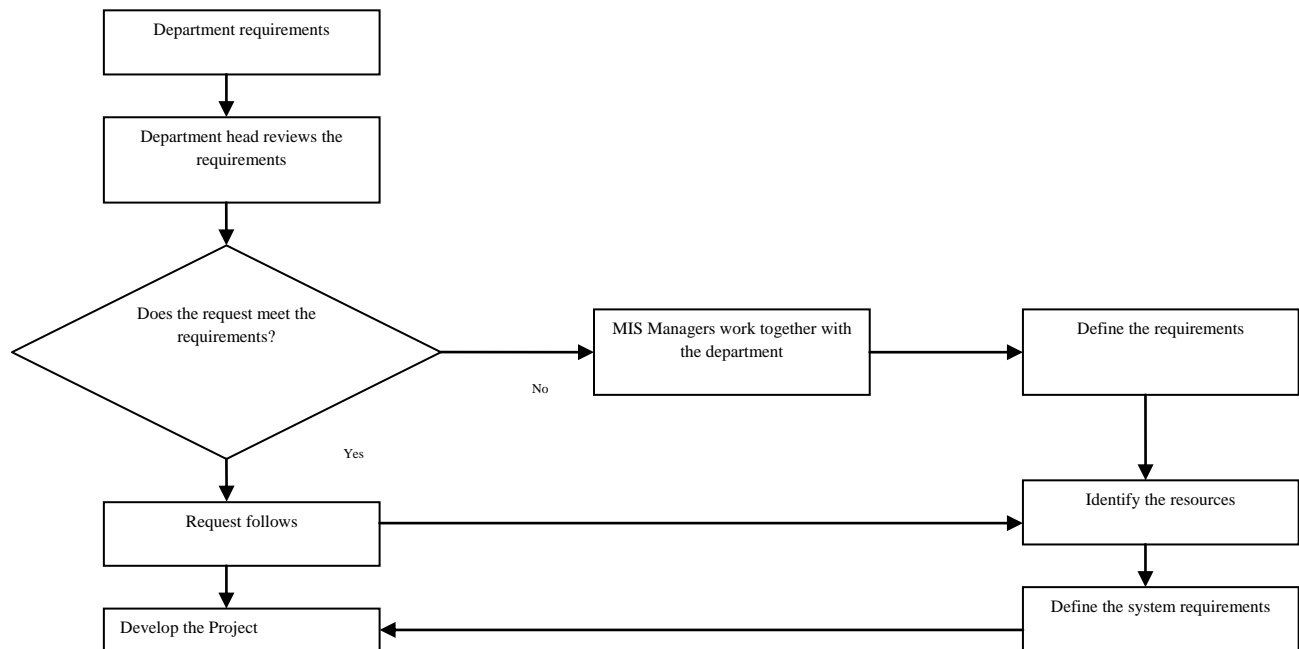 Department requirements
Department head reviews the
requirements
Does the request meet the
requirements?
MIS Managers work together with
the department
Define the requirements
No
Yes
Request follows
Identify the resources
Develop the Project
Define the system requirements